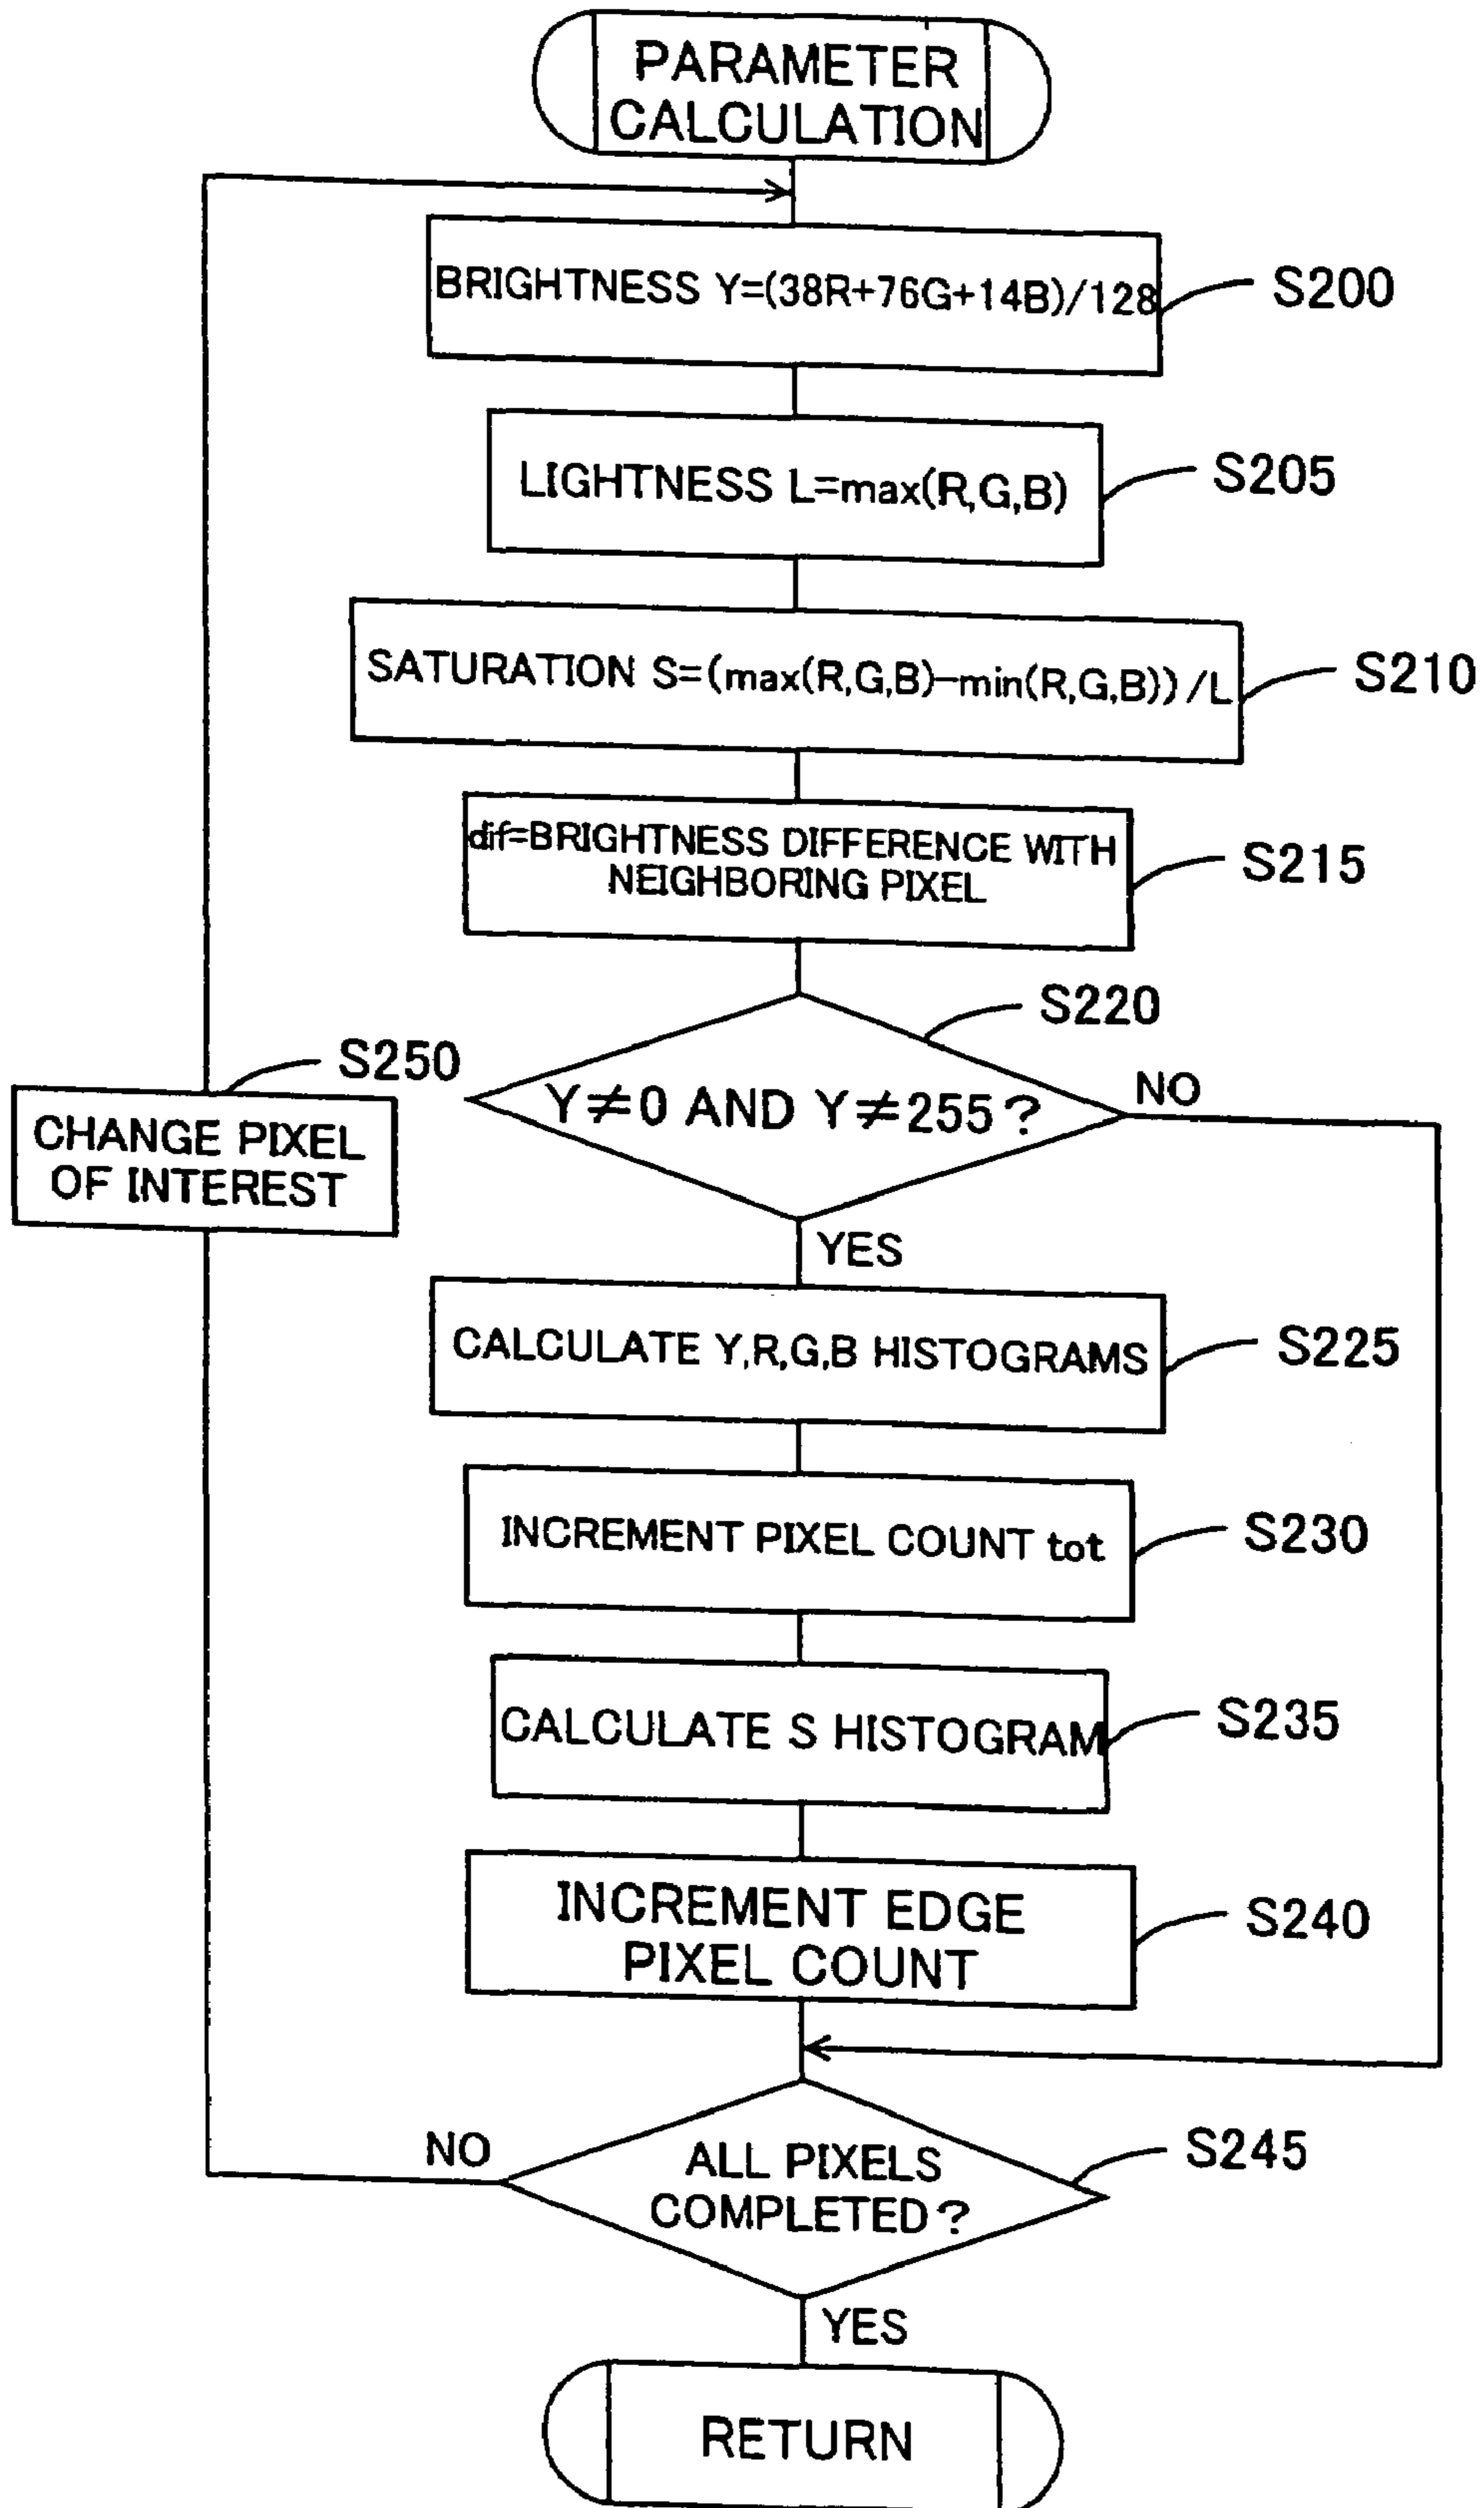 PARAMETER
CALCULATION
BRIGHTNESS Y=(38R+76G+14B)/128
S200
LIGHTNESS L=max(R,G,B)
S205
SATURATION S=(max(R,G,B)-min(R,G,B))/L
S210
dif=BRIGHTNESS DIFFERENCE WITH
NEIGHBORING PIXEL
S215
S220
Y≠0 AND Y≠255?
NO
YES
S250
CHANGE PIXEL
OF INTEREST
CALCULATE Y,R,G,B HISTOGRAMS
S225
INCREMENT PIXEL COUNT tot
S230
CALCULATE S HISTOGRAM
S235
INCREMENT EDGE
PIXEL COUNT
S240
NO
ALL PIXELS
COMPLETED?
S245
YES
RETURN